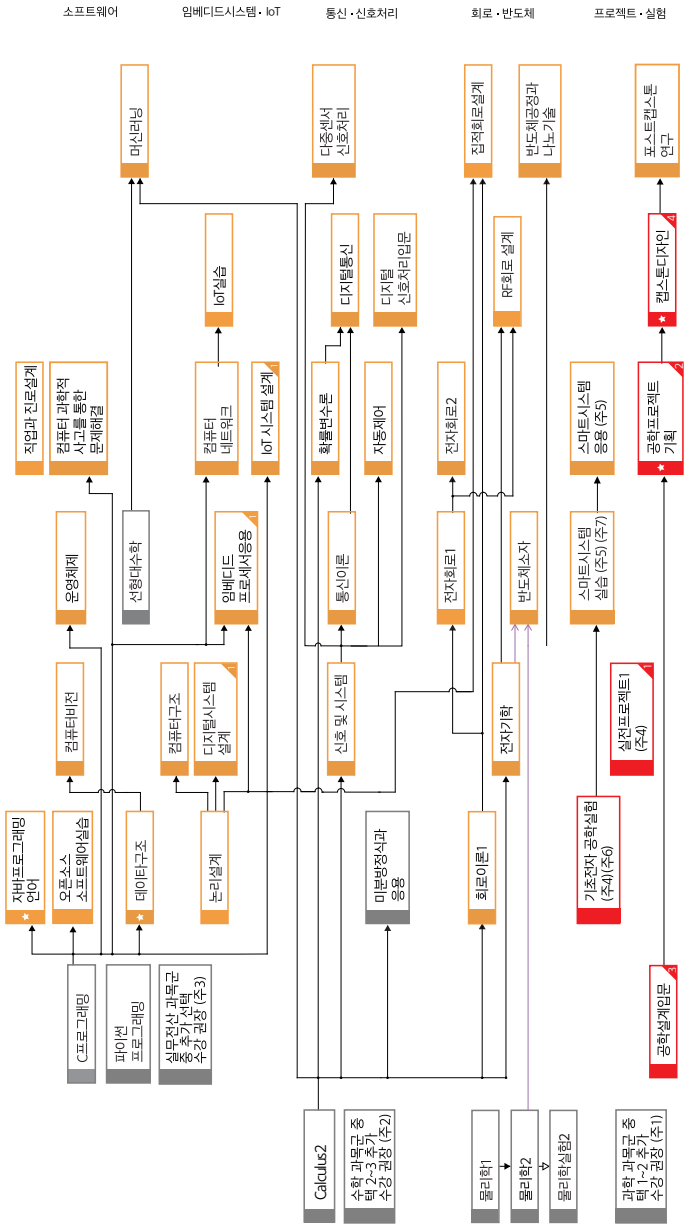 소프트웨어
임베디드시스템 · IoT
통신 · 신호처리
회로 · 반도체
프로젝트 · 실험
머신러닝
다중센서
신호처리
집적회로설계
반도체공정과
나노기술
포스트캡스톤
연구
IoT실습
디지털통신
디지털
신호처리입문
RF회로 설계
캡스톤디자인
4
직업과 진로설계
컴퓨터 과학적
사고를 통한
문제해결
컴퓨터
네트워크
IoT 시스템 설계
1
확률변수론
자동제어
전자회로2
스마트시스템
응용 (주5)
공학프로젝트
기획
2
운영체제
선형대수학
임베디드
프로세서응용
1
통신이론
전자회로1
반도체소자
스마트시스템
실습 (주5) (주7)
컴퓨터비전
컴퓨터구조
디지털시스템
설계
1
신호 및 시스템
전자기학
실전프로젝트1
(주4)
1
자바프로그래밍
언어
오픈소스
소프트웨어실습
데이타구조
논리설계
미분방정식과
응용
회로이론1
기초전자 공학실험
(주4)(주6)
C프로그래밍
파이썬
프로그래밍
실무전산 과목군
중 추가 선택
수강 권장 (주3)
공학설계입문
3
Calculus2
수학 과목군 중
택 2~3 추가
수강 권장 (주2)
물리학1
물리학2
물리학실험2
과학 과목군 중
택 1~2 추가
수강 권장 (주1)